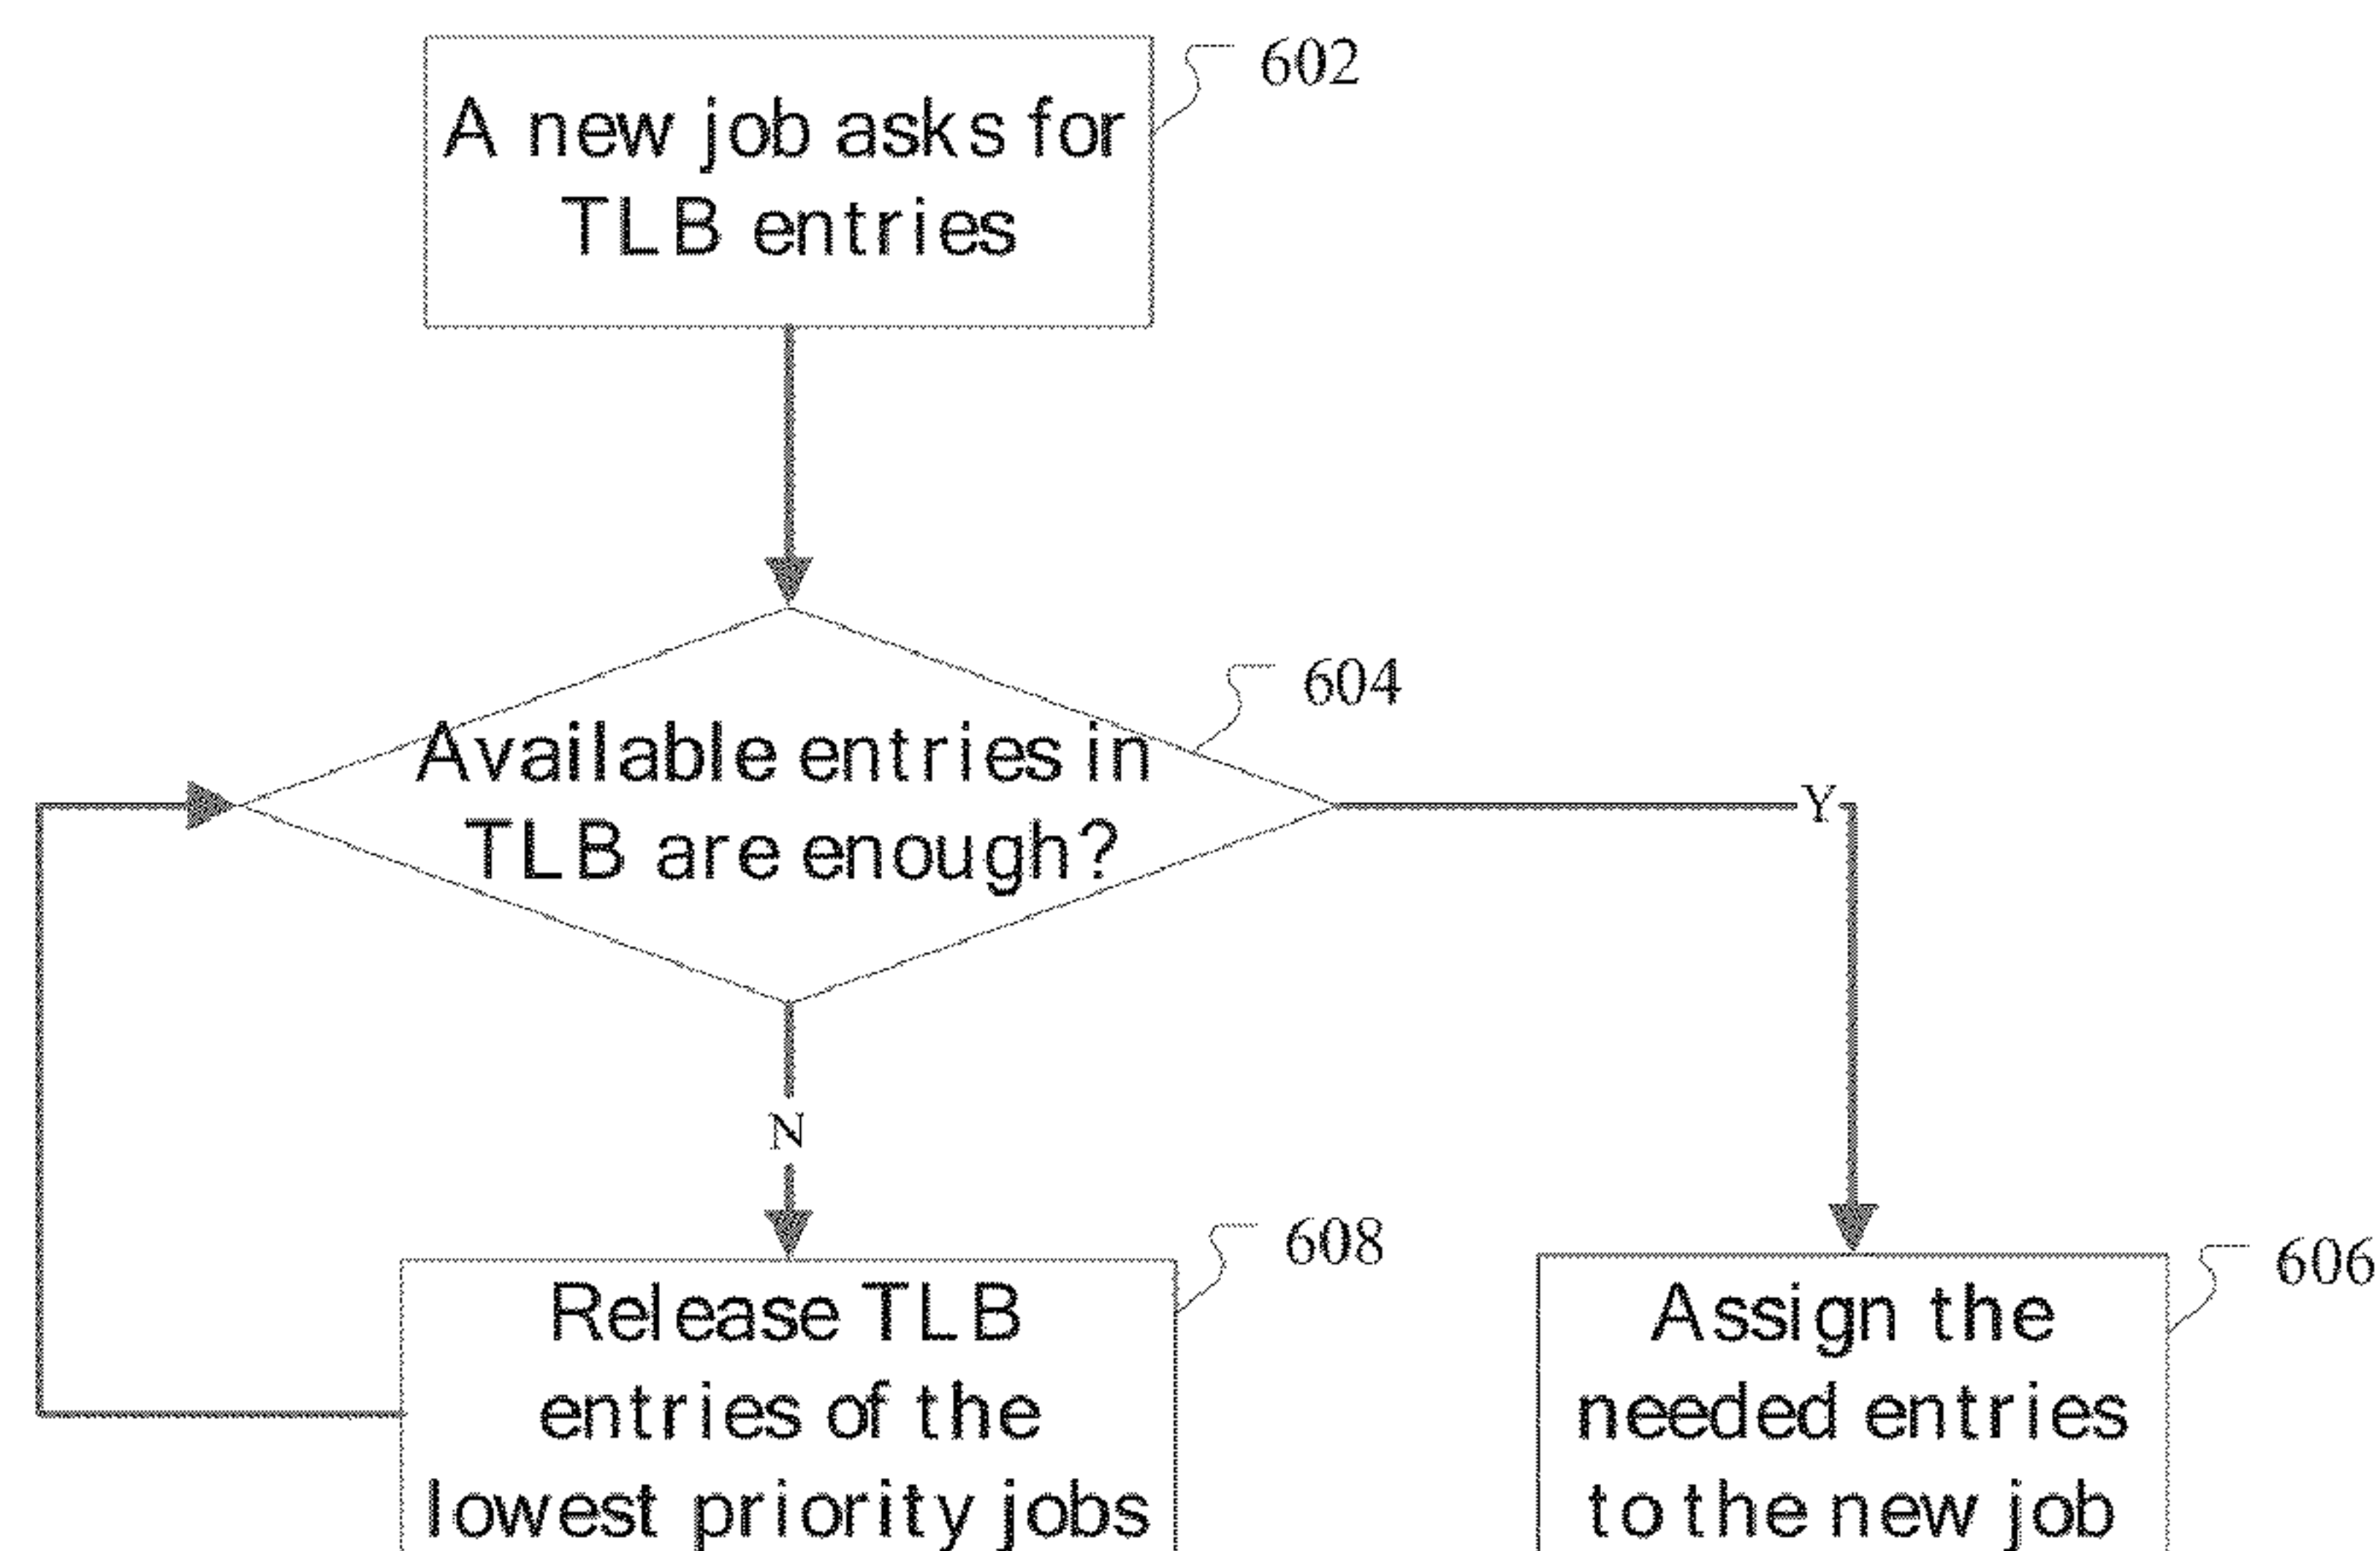 602
A new job asks for
TLB entries
604
Available entries in
TLB are enough?
Y
N
608
Release TLB
entries of the
lowest priority jobs
606
Assign the
needed entries
to the new job